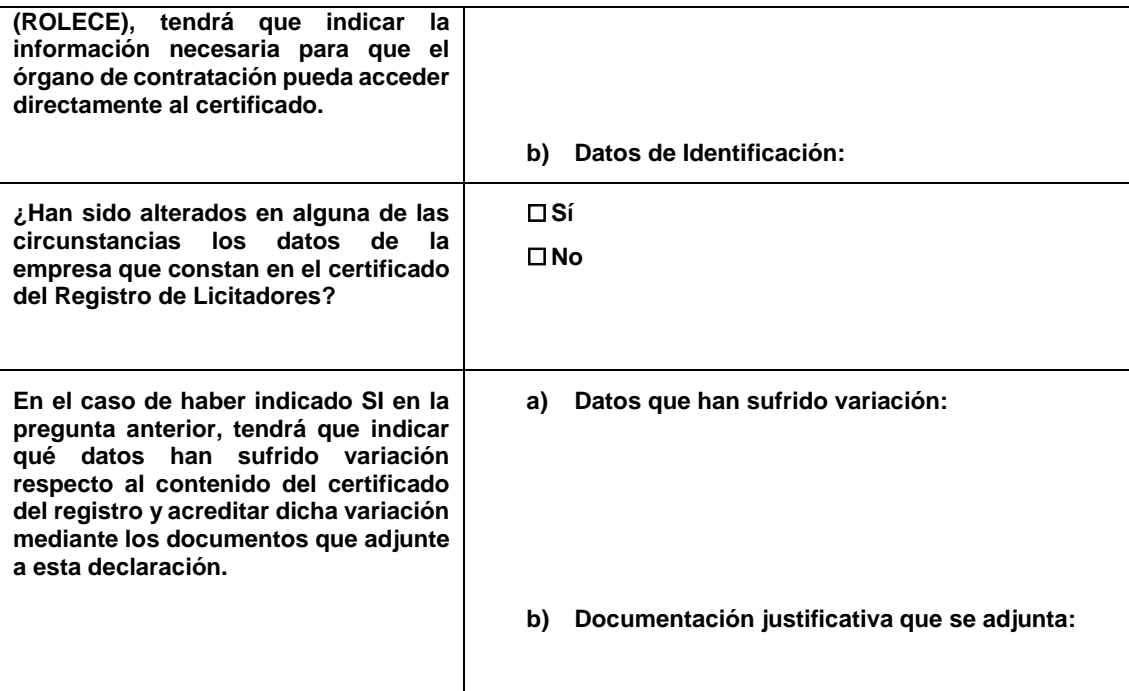 (ROLECE), tendrá que indicar la
información necesaria para que el
órgano de contratación pueda acceder
directamente al certificado.
b) Datos de Identificación:
¿Han sido alterados en alguna de las
circunstancias los datos de la
empresa que constan en el certificado
del Registro de Licitadores?
☐ Sí
☐ No
En el caso de haber indicado SI en la
pregunta anterior, tendrá que indicar
qué datos han sufrido variación
respecto al contenido del certificado
del registro y acreditar dicha variación
mediante los documentos que adjunte
a esta declaración.
a) Datos que han sufrido variación:
b) Documentación justificativa que se adjunta: